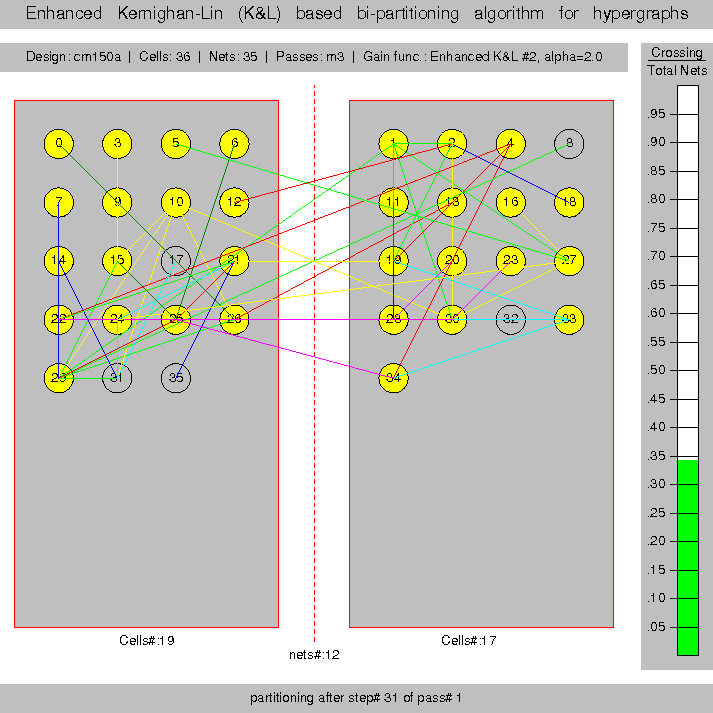 Enhanced Kernighan-Lin (K&L) based bi-partitioning algorithm for hypergraphs
Design: cm150a | Cells: 36 | Nets: 35 | Passes: m3 | Gain func.: Enhanced K&L #2, alpha=2.0
Crossing
Total Nets
.95
.90
.85
.80
.75
.70
.65
.60
.55
.50
.45
.40
.35
.30
.25
.20
.15
.10
.05
0 3 5 6
7 9 10 12
14 15 17 21
22 24 25 26
29 31 35
1 2 4 8
11 13 16 18
19 20 23 27
28 30 32 33
34
Cells#:19
nets#:12
Cells#:17
partitioning after step# 31 of pass# 1